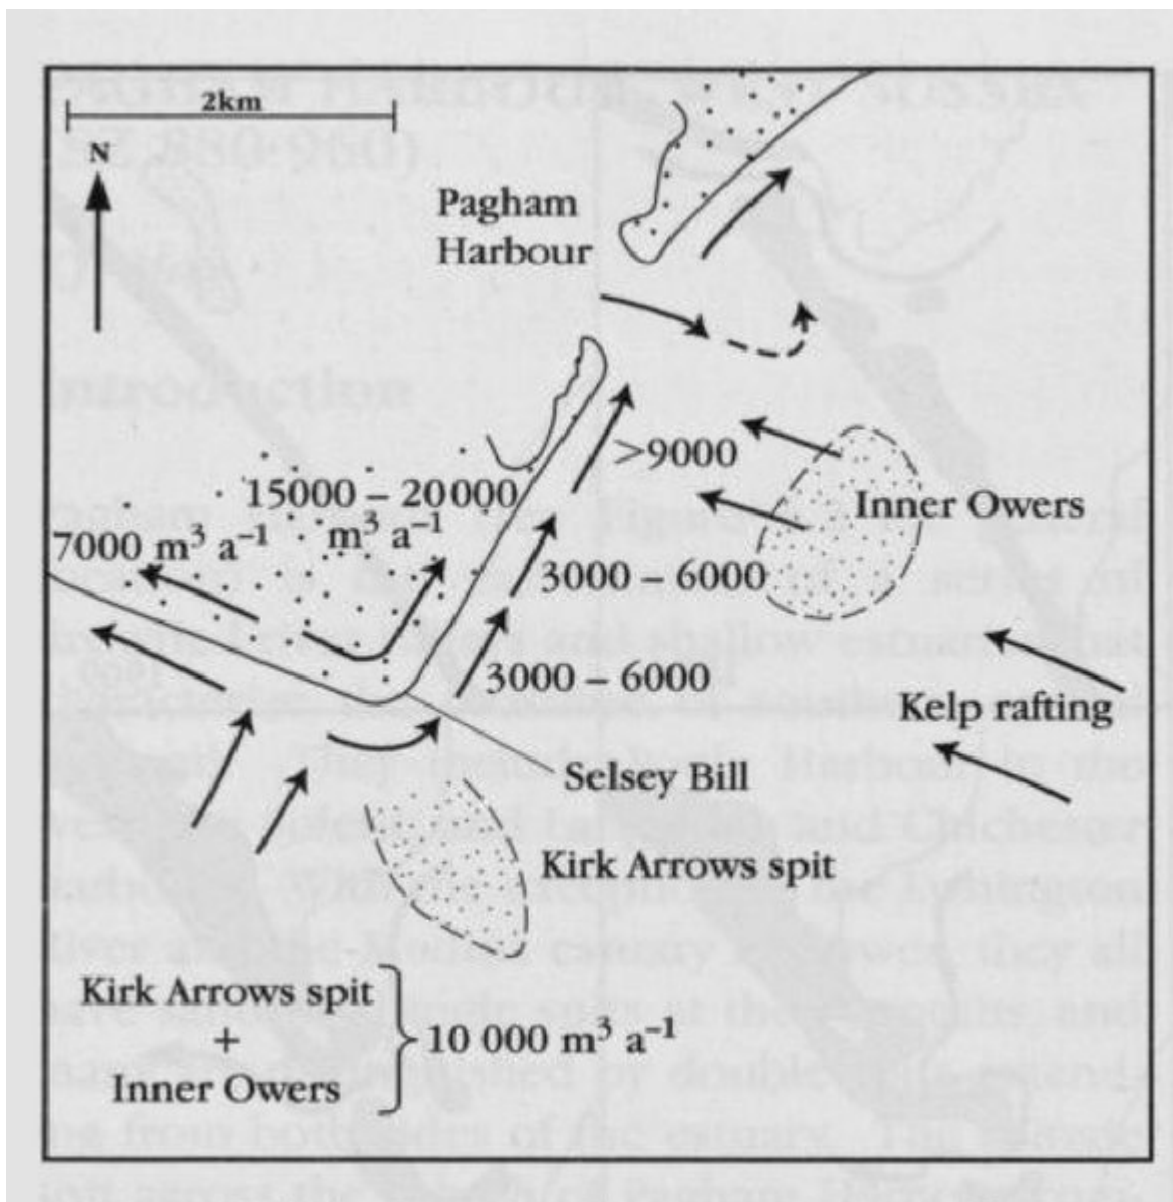 2km
N
Pagham
Harbour
>9000
15000 – 20000
m³ a⁻¹
7000 m³ a⁻¹
Inner Owers
3000 – 6000
3000 – 6000
Kelp rafting
Selsey Bill
Kirk Arrows spit
Kirk Arrows spit
+
Inner Owers
10 000 m³ a⁻¹